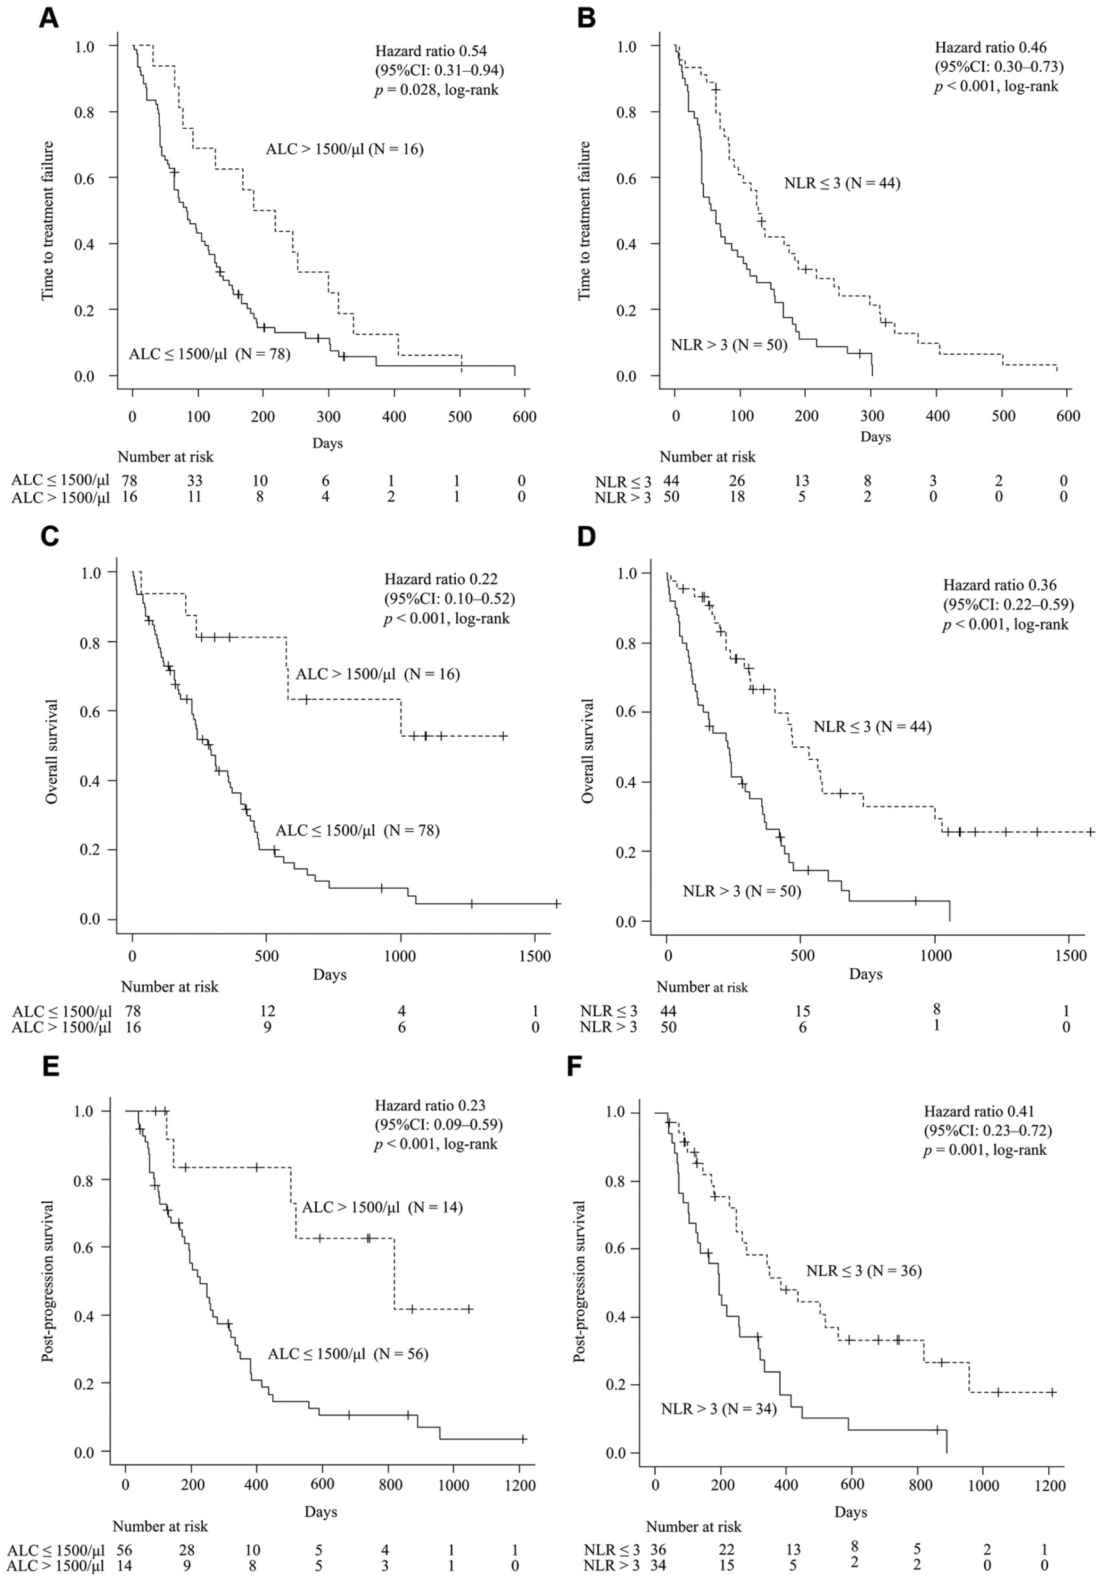 A
1.0
0.8
0.6
0.4
0.2
0.0
Time to treatment failure
Hazard ratio 0.54
(95%CI: 0.31–0.94)
p = 0.028, log-rank
ALC > 1500/μl (N = 16)
ALC ≤ 1500/μl (N = 78)
0 100 200 300 400 500 600
Days
Number at risk
ALC ≤ 1500/μl 78 33 10 6 1 1 0
ALC > 1500/μl 16 11 8 4 2 1 0
B
1.0
0.8
0.6
0.4
0.2
0.0
Time to treatment failure
Hazard ratio 0.46
(95%CI: 0.30–0.73)
p < 0.001, log-rank
NLR ≤ 3 (N = 44)
NLR > 3 (N = 50)
0 100 200 300 400 500 600
Days
Number at risk
NLR ≤ 3 44 26 13 8 3 2 0
NLR > 3 50 18 5 2 0 0 0
C
1.0
0.8
0.6
0.4
0.2
0.0
Overall survival
Hazard ratio 0.22
(95%CI: 0.10–0.52)
p < 0.001, log-rank
ALC > 1500/μl (N = 16)
ALC ≤ 1500/μl (N = 78)
0 500 1000 1500
Days
Number at risk
ALC ≤ 1500/μl 78 12 4 1
ALC > 1500/μl 16 9 6 0
D
1.0
0.8
0.6
0.4
0.2
0.0
Overall survival
Hazard ratio 0.36
(95%CI: 0.22–0.59)
p < 0.001, log-rank
NLR ≤ 3 (N = 44)
NLR > 3 (N = 50)
0 500 1000 1500
Days
Number at risk
NLR ≤ 3 44 15 8 1
NLR > 3 50 6 1 0
E
1.0
0.8
0.6
0.4
0.2
0.0
Post-progression survival
Hazard ratio 0.23
(95%CI: 0.09–0.59)
p < 0.001, log-rank
ALC > 1500/μl (N = 14)
ALC ≤ 1500/μl (N = 56)
0 200 400 600 800 1000 1200
Days
Number at risk
ALC ≤ 1500/μl 56 28 10 5 4 1 1
ALC > 1500/μl 14 9 8 5 3 1 0
F
1.0
0.8
0.6
0.4
0.2
0.0
Post-progression survival
Hazard ratio 0.41
(95%CI: 0.23–0.72)
p = 0.001, log-rank
NLR ≤ 3 (N = 36)
NLR > 3 (N = 34)
0 200 400 600 800 1000 1200
Days
Number at risk
NLR ≤ 3 36 22 13 8 5 2 1
NLR > 3 34 15 5 2 2 0 0